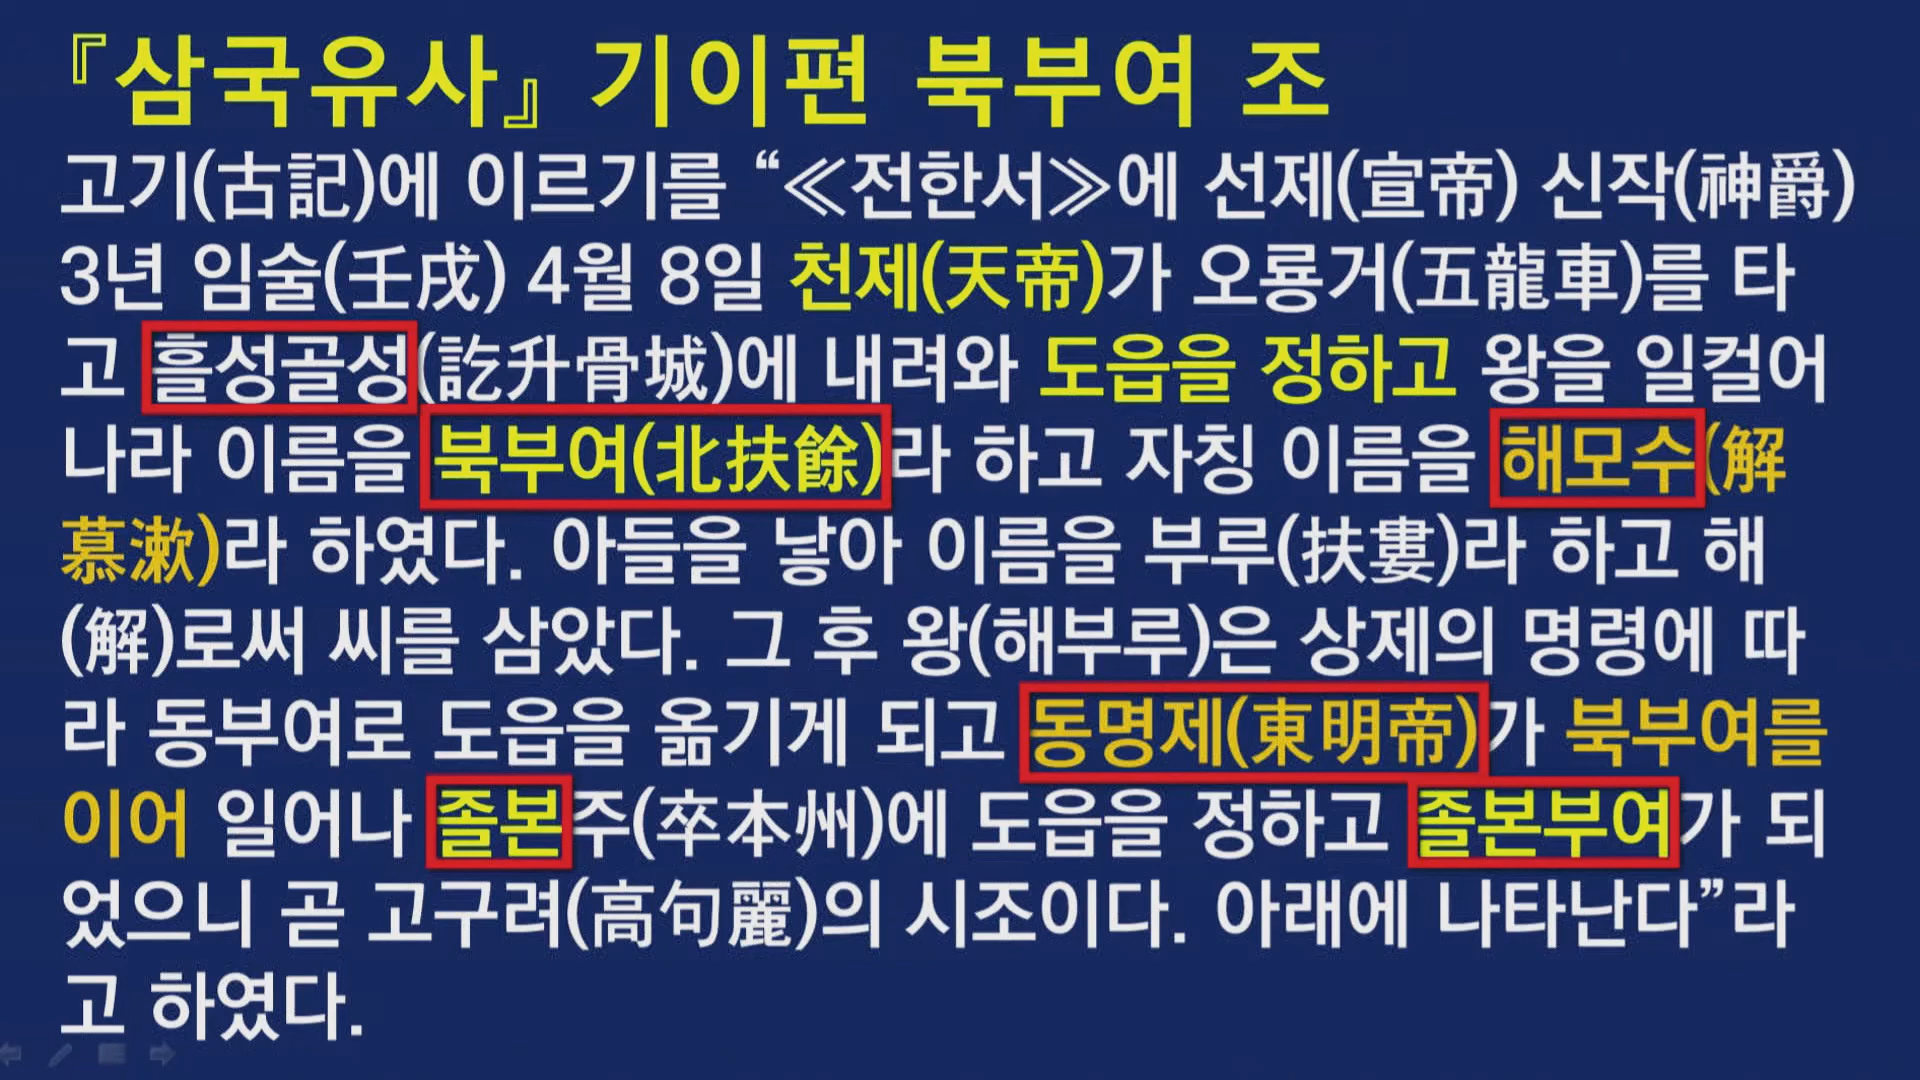 『삼국유사』 기이편 북부여 조
고기(古記)에 이르기를 “≪전한서≫에 선제(宣帝) 신작(神爵)
3년 임술(壬戌) 4월 8일 천제(天帝)가 오룡거(五龍車)를 타
고 흘성골성(訖升骨城)에 내려와 도읍을 정하고 왕을 일컬어
나라 이름을 북부여(北扶餘)라 하고 자칭 이름을 해모수(解
慕漱)라 하였다. 아들을 낳아 이름을 부루(扶婁)라 하고 해
(解)로써 씨를 삼았다. 그 후 왕(해부루)은 상제의 명령에 따
라 동부여로 도읍을 옮기게 되고 동명제(東明帝)가 북부여를
이어 일어나 졸본주(卒本州)에 도읍을 정하고 졸본부여가 되
었으니 곧 고구려(高句麗)의 시조이다. 아래에 나타난다”라
고 하였다.